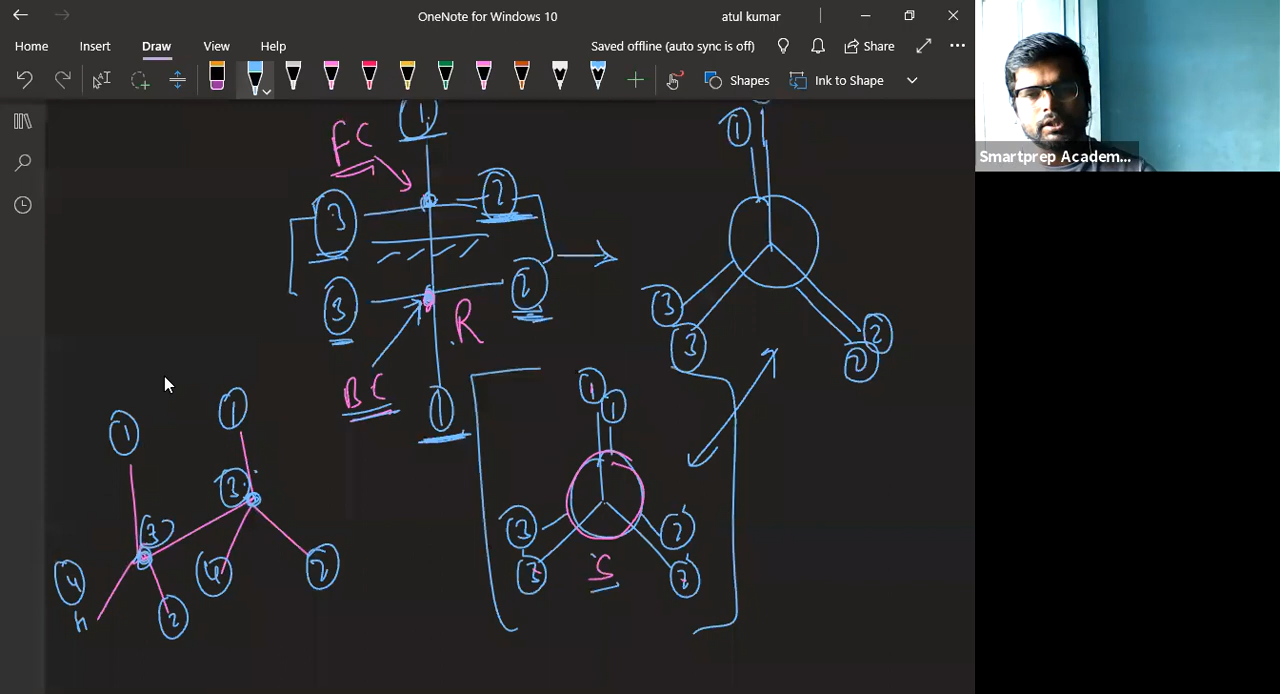 OneNote for Windows 10
atul kumar
Home Insert Draw View Help
Saved offline (auto sync is off)
Share
Shapes
Ink to Shape
Smartprep Academ...
1
FC
3 2
3 2
R
BC
1
1
3 2
3 2
1 1
3 2'
3 2'
S
1 1
3
3
4 4 2
h 2